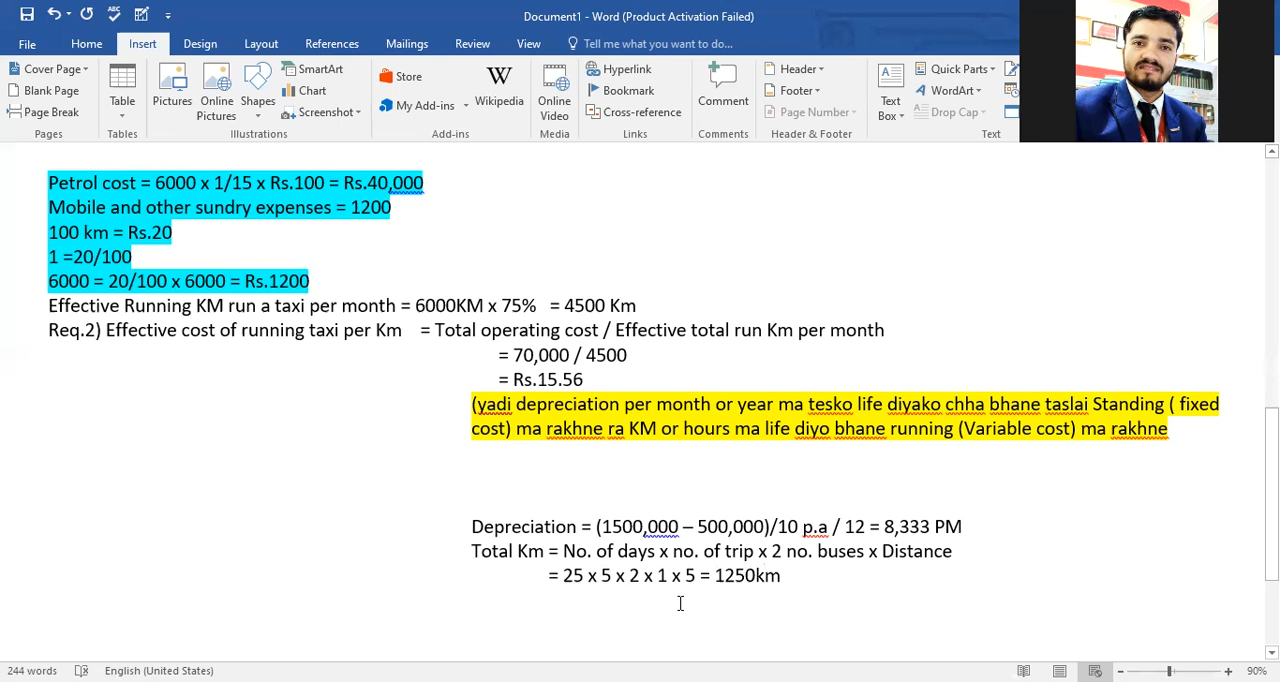 Document1 - Word (Product Activation Failed)
File Home Insert Design Layout References Mailings Review View Tell me what you want to do...
Cover Page
Blank Page
Page Break
Pages
Table
Tables
Pictures
Online Pictures
Shapes
SmartArt
Chart
Screenshot
Illustrations
Store
My Add-ins
Wikipedia
Add-ins
Online Video
Media
Hyperlink
Bookmark
Cross-reference
Links
Comment
Comments
Header
Footer
Page Number
Header & Footer
Text Box
Quick Parts
WordArt
Drop Cap
Text
Petrol cost = 6000 x 1/15 x Rs.100 = Rs.40,000
Mobile and other sundry expenses = 1200
100 km = Rs.20
1 =20/100
6000 = 20/100 x 6000 = Rs.1200
Effective Running KM run a taxi per month = 6000KM x 75% = 4500 Km
Req.2) Effective cost of running taxi per Km = Total operating cost / Effective total run Km per month
= 70,000 / 4500
= Rs.15.56
(yadi depreciation per month or year ma tesko life diyako chha bhane taslai Standing ( fixed
cost) ma rakhne ra KM or hours ma life diyo bhane running (Variable cost) ma rakhne
Depreciation = (1500,000 – 500,000)/10 p.a / 12 = 8,333 PM
Total Km = No. of days x no. of trip x 2 no. buses x Distance
= 25 x 5 x 2 x 1 x 5 = 1250km
244 words English (United States) 90%